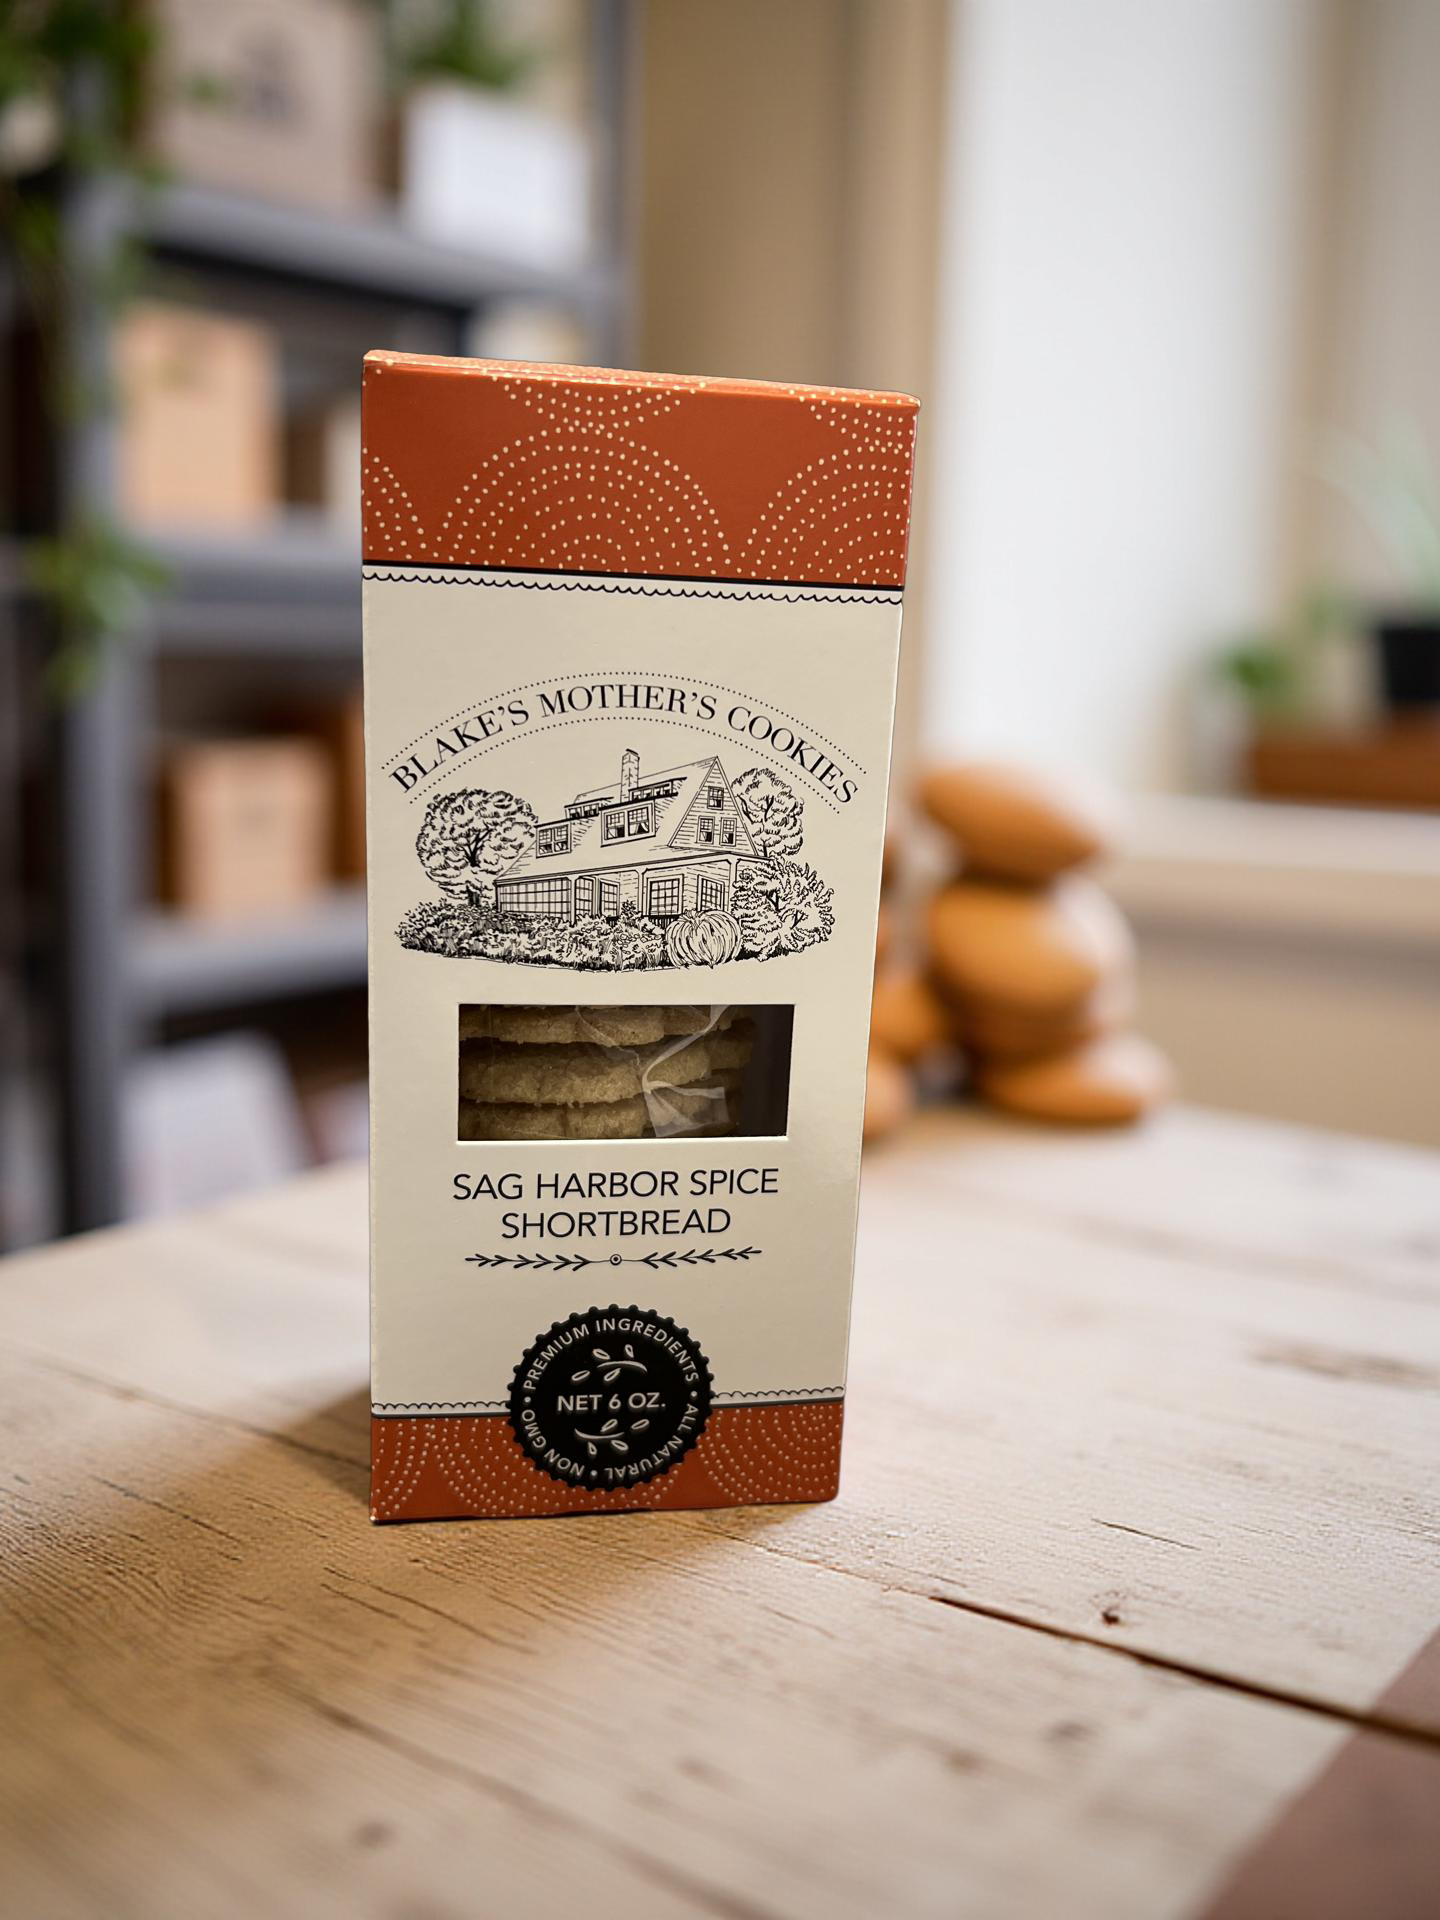 BLAKE'S MOTHER'S COOKIES
SAG HARBOR SPICE
SHORTBREAD
PREMIUM INGREDIENTS • ALL NATURAL • NON GMO •
NET 6 OZ.